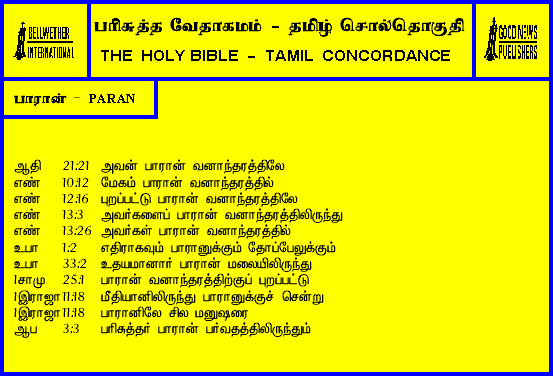 BELLWETHER
INTERNATIONAL
பரிசுத்த வேதாகமம் - தமிழ் சொல்தொகுதி
THE HOLY BIBLE - TAMIL CONCORDANCE
GOOD NEWS
PUBLISHERS
பாரான் - PARAN
ஆதி 21:21 அவன் பாரான் வனாந்தரத்திலே
எண் 10:12 மேகம் பாரான் வனாந்தரத்தில்
எண் 12:16 புறப்பட்டு பாரான் வனாந்தரத்திலே
எண் 13:3 அவர்களைப் பாரான் வனாந்தரத்திலிருந்து
எண் 13:26 அவர்கள் பாரான் வனாந்தரத்தில்
உபா 1:2 எதிராகவும் பாரானுக்கும் தோப்பேலுக்கும்
உபா 33:2 உதயமானார் பாரான் மலையிலிருந்து
1சாமு 25:1 பாரான் வனாந்தரத்திற்குப் புறப்பட்டு
1இராஜா 11:18 மீதியானிலிருந்து பாரானுக்குச் சென்று
1இராஜா 11:18 பாரானிலே சில மனுஷரை
ஆப 3:3 பரிசுத்தர் பாரான் பர்வதத்திலிருந்தும்